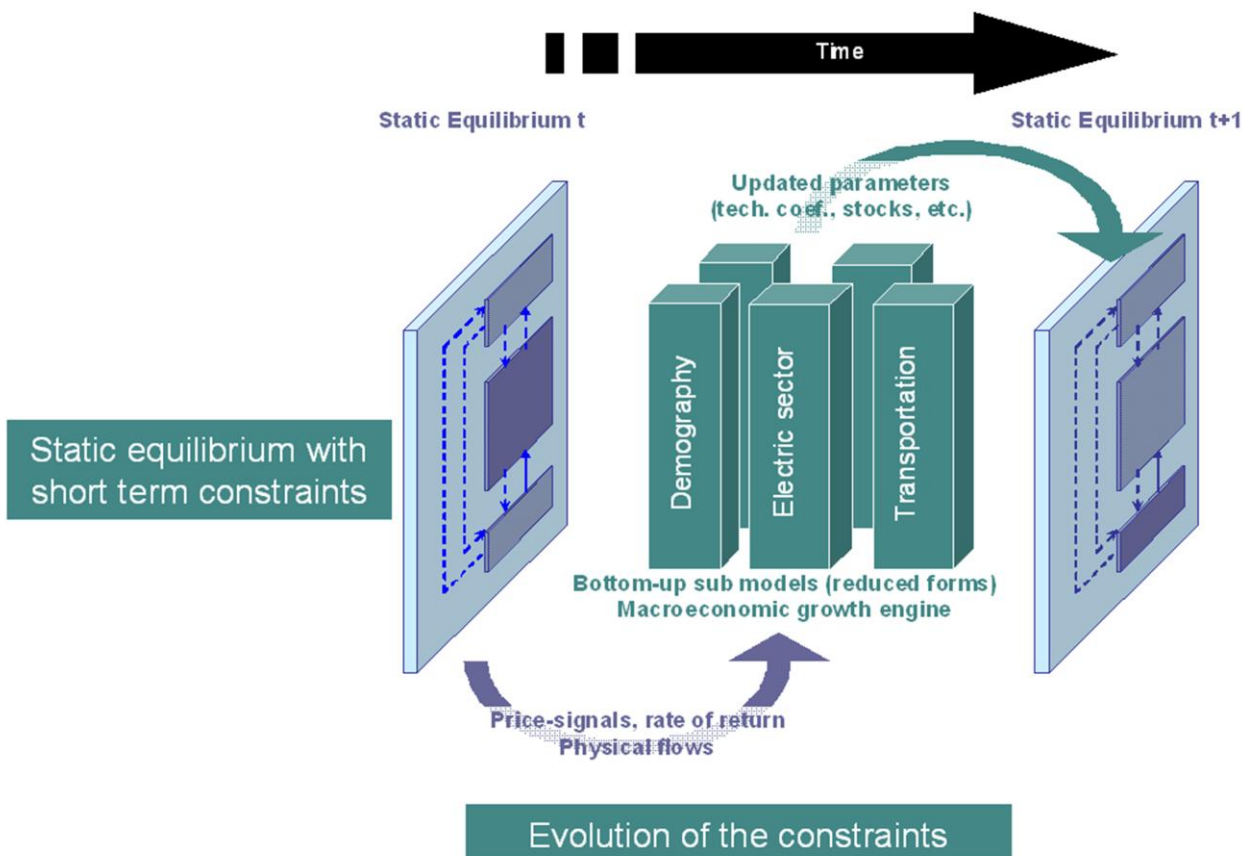 Time
Static Equilibrium t
Static Equilibrium t+1
Updated parameters
(tech. coef., stocks, etc.)
Demography
Electric sector
Transportation
Static equilibrium with
short term constraints
Bottom-up sub models (reduced forms)
Macroeconomic growth engine
Price-signals, rate of return
Physical flows
Evolution of the constraints